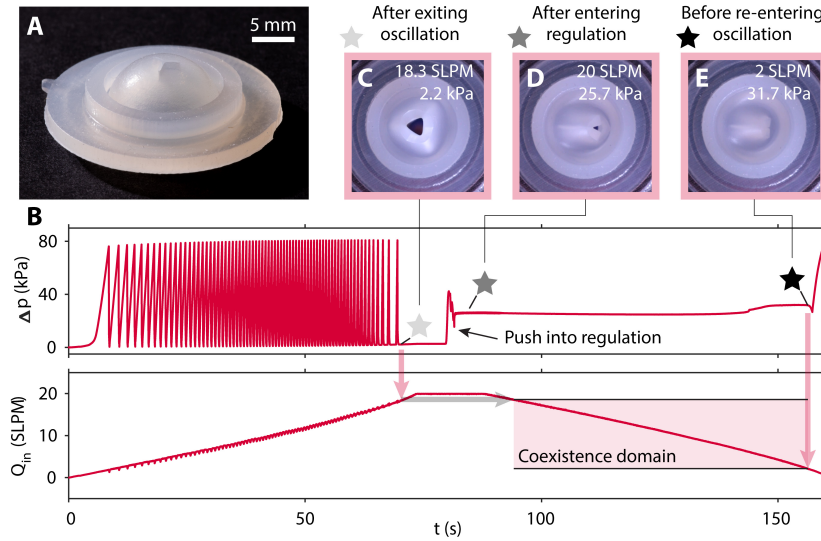 A
5 mm
After exiting
oscillation
After entering
regulation
Before re-entering
oscillation
C
18.3 SLPM
2.2 kPa
D
20 SLPM
25.7 kPa
E
2 SLPM
31.7 kPa
B
80
40
0
Δp (kPa)
Push into regulation
20
10
0
Qin (SLPM)
Coexistence domain
0
50
100
150
t (s)